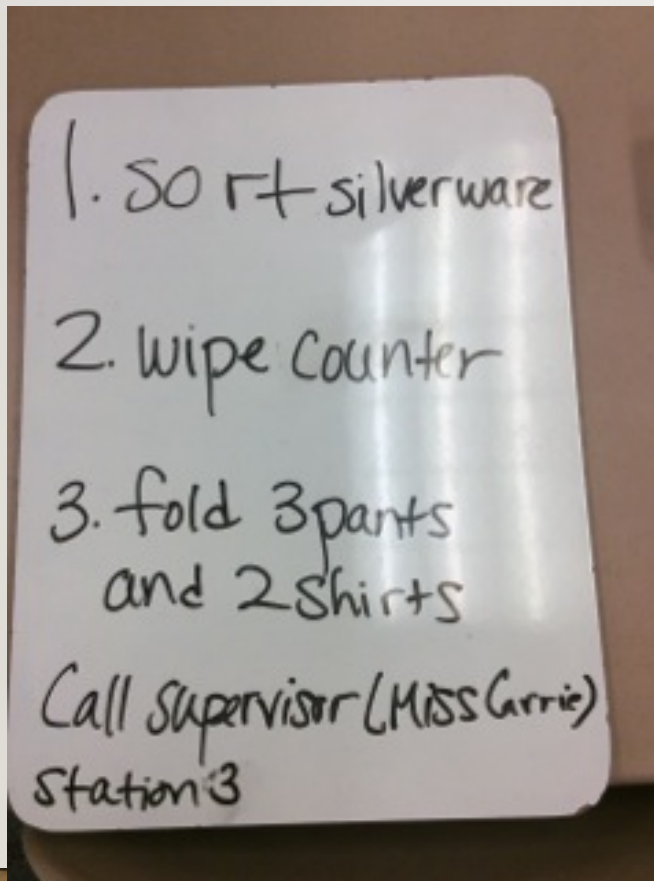 1. sort silverware
2. wipe counter
3. fold 3 pants
and 2 shirts
Call supervisor (Miss Carrie)
station 3